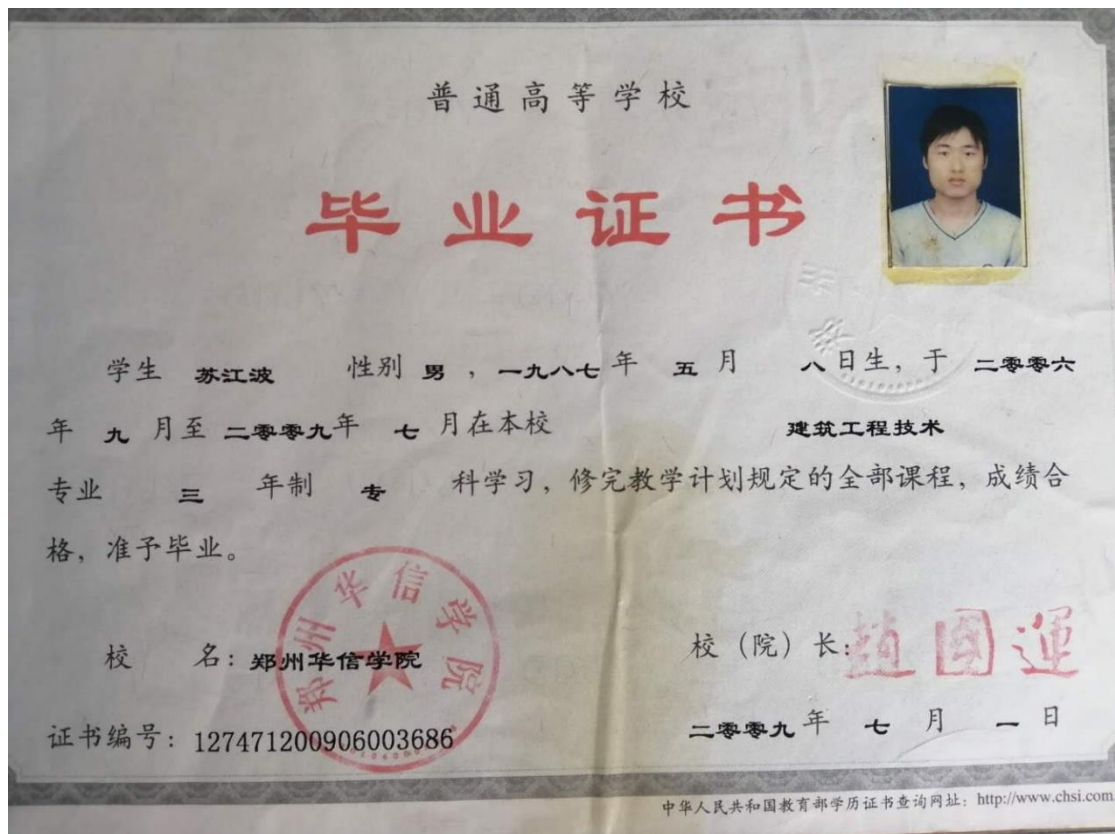 普通高等学校
毕业证书
学生 苏江波 性别 男 ，一九八七 年 五 月 八 日生，于 二零零六
年 九 月至 二零零九年 七 月在本校 建筑工程技术
专业 三 年制 专 科学习，修完教学计划规定的全部课程，成绩合
格，准予毕业。
郑州华信学院
校 名：郑州华信学院
校（院）长：趙國運
证书编号：127471200906003686
二零零九 年 七 月 一 日
中华人民共和国教育部学历证书查询网址：http://www.chsi.com